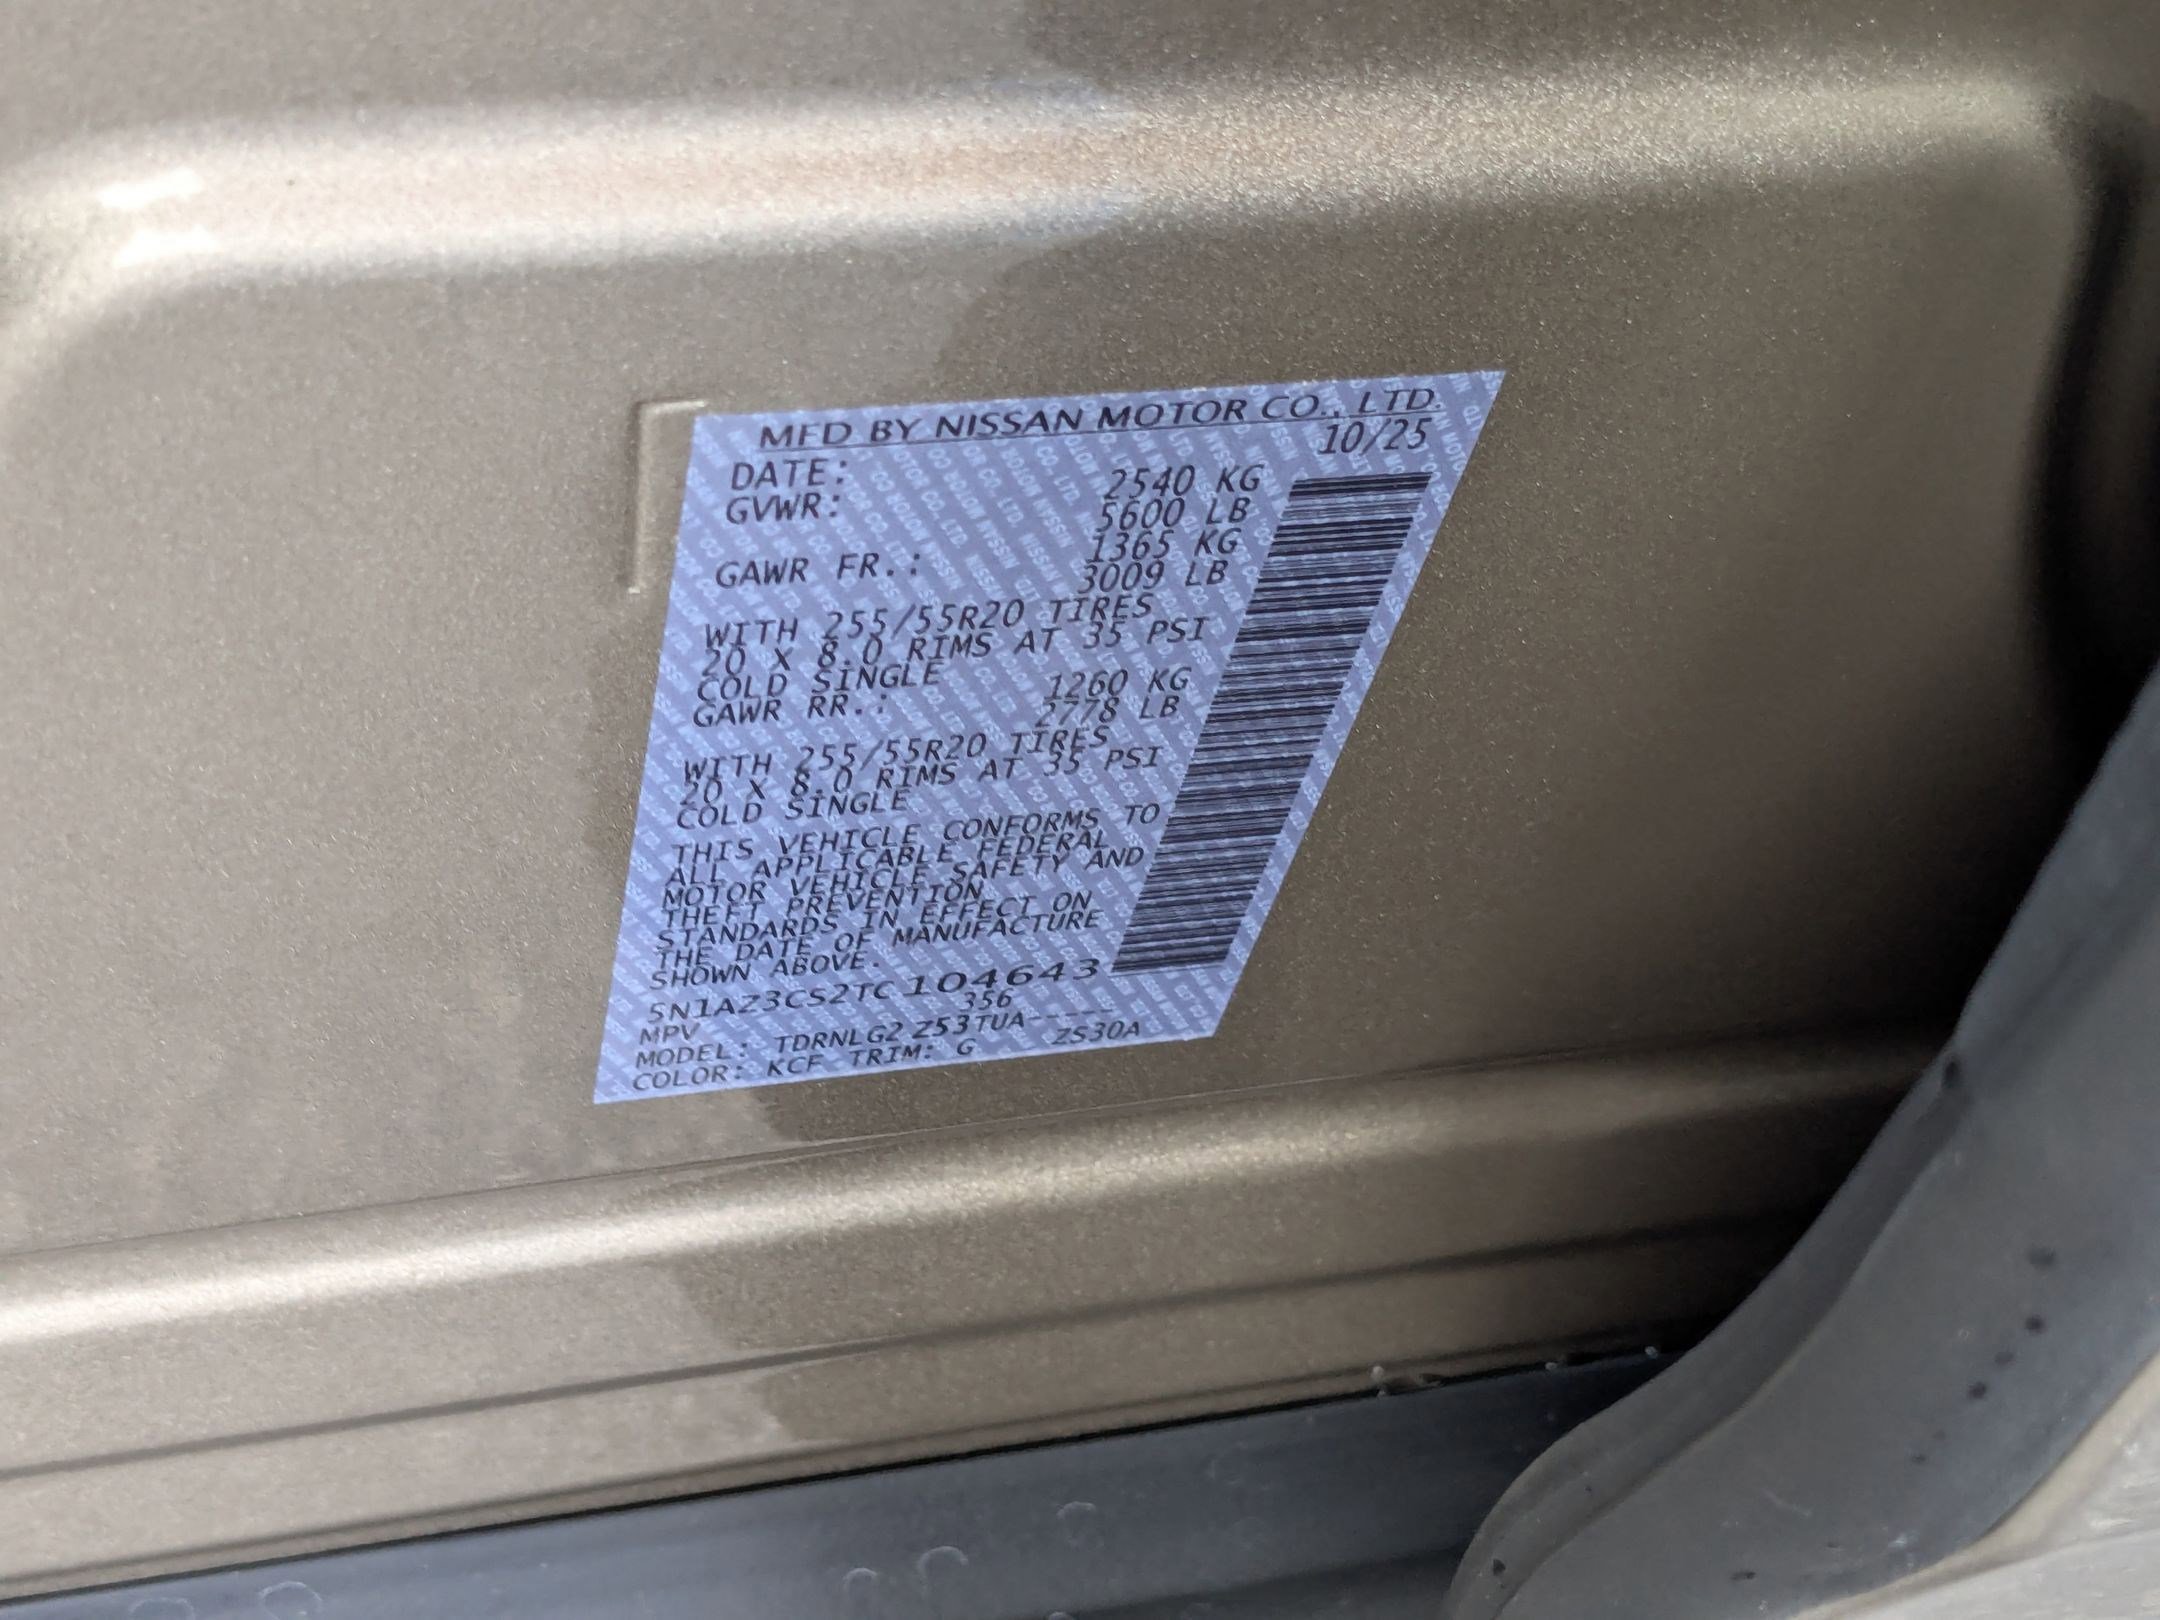 MFD BY NISSAN MOTOR CO., LTD.
DATE: 10/25
GVWR: 2540 KG
5600 LB
GAWR FR.: 1365 KG
3009 LB
WITH 255/55R20 TIRES
20 X 8.0 RIMS AT 35 PSI
COLD SINGLE
GAWR RR.: 1260 KG
2778 LB
WITH 255/55R20 TIRES
20 X 8.0 RIMS AT 35 PSI
COLD SINGLE
THIS VEHICLE CONFORMS TO
ALL APPLICABLE FEDERAL
MOTOR VEHICLE SAFETY AND
THEFT PREVENTION
STANDARDS IN EFFECT ON
THE DATE OF MANUFACTURE
SHOWN ABOVE.
5N1AZ3CS2TC104643
MPV 356
MODEL: TDRNLG2 Z53TUA-----
COLOR: KCF TRIM: G ZS30A